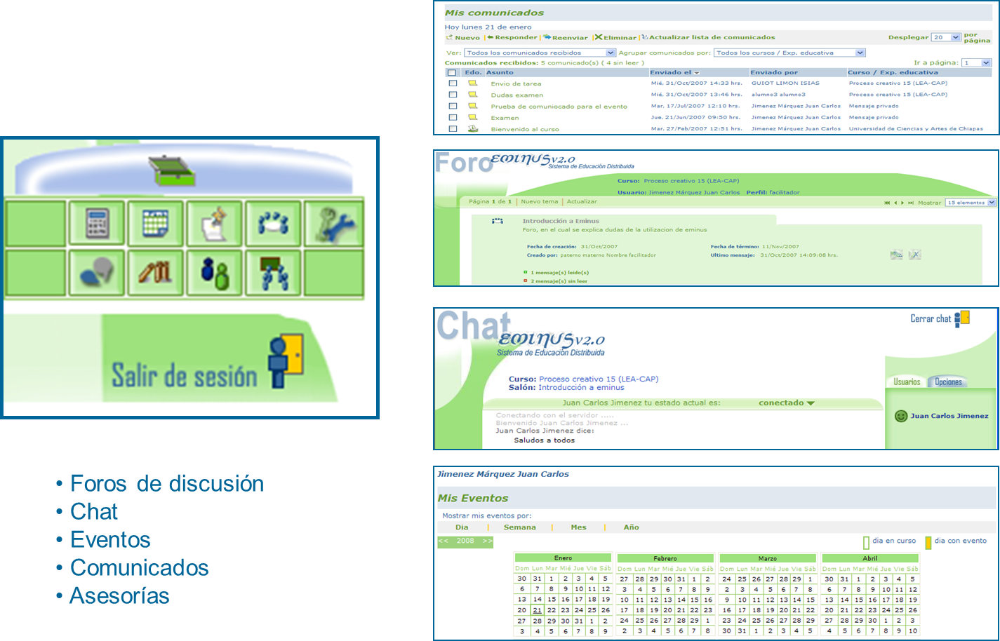 Mis comunicados
Hoy lunes 21 de enero
Nuevo | Responder | Reenviar | Eliminar | Actualizar lista de comunicados Desplegar 20 por página
Ver: Todos los comunicados recibidos Agrupar comunicados por: Todos los cursos / Exp. educativa
Comunicados recibidos: 5 comunicado(s) ( 4 sin leer ) Ir a página: 1
Edo. Asunto Enviado el Enviado por Curso / Exp. educativa
Envio de tarea Mié, 31/Oct/2007 14:33 hrs. GUIOT LIMON ISIAS Proceso creativo 15 (LEA-CAP)
Dudas examen Mié, 31/Oct/2007 13:46 hrs. alumno3 alumno3 Proceso creativo 15 (LEA-CAP)
Prueba de comuniocado para el evento Mar. 17/Jul/2007 12:10 hrs. Jimenez Márquez Juan Carlos Mensaje privado
Examen Jue, 21/Jun/2007 09:50 hrs. Jimenez Márquez Juan Carlos Mensaje privado
Bienvenido al curso Mar. 27/Feb/2007 12:51 hrs. Jimenez Márquez Juan Carlos Universidad de Ciencias y Artes de Chiapas
Salir de sesión
Foro eminus v2.0
Sistema de Educación Distribuida
Curso: Proceso creativo 15 (LEA-CAP)
Usuario: Jimenez Márquez Juan Carlos Perfil: facilitador
Página 1 de 1 | Nuevo tema | Actualizar Mostrar 15 elementos
Introducción a Eminus
Foro, en el cual se explica dudas de la utilizacion de eminus
Fecha de creación: 31/Oct/2007 Fecha de término: 11/Nov/2007
Creado por: paterno materno Nombre facilitador Ultimo mensaje: 31/Oct/2007 14:09:08 hrs.
1 mensaje(s) leido(s)
2 mensaje(s) sin leer
Chat Cerrar chat
eminus v2.0
Sistema de Educación Distribuida
Curso: Proceso creativo 15 (LEA-CAP)
Salón: Introducción a eminus
Usuarios Opciones
Juan Carlos Jimenez tu estado actual es: conectado
Conectando con el servidor .....
Bienvenido Juan Carlos Jimenez ...
Juan Carlos Jimenez dice:
Saludos a todos
Juan Carlos Jimenez
• Foros de discusión
• Chat
• Eventos
• Comunicados
• Asesorías
Jimenez Márquez Juan Carlos
Mis Eventos
Mostrar mis eventos por:
Dia | Semana | Mes | Año
<< 2008 >> dia en curso dia con evento
Enero Febrero Marzo Abril
Dom Lun Mar Mié Jue Vie Sáb Dom Lun Mar Mié Jue Vie Sáb Dom Lun Mar Mié Jue Vie Sáb Dom Lun Mar Mié Jue Vie Sáb
30 31 1 2 3 4 5 27 28 29 30 31 1 2 24 25 26 27 28 29 1 30 31 1 2 3 4 5
6 7 8 9 10 11 12 3 4 5 6 7 8 9 2 3 4 5 6 7 8 6 7 8 9 10 11 12
13 14 15 16 17 18 19 10 11 12 13 14 15 16 9 10 11 12 13 14 15 13 14 15 16 17 18 19
20 21 22 23 24 25 26 17 18 19 20 21 22 23 16 17 18 19 20 21 22 20 21 22 23 24 25 26
27 28 29 30 31 1 2 24 25 26 27 28 29 1 23 24 25 26 27 28 29 27 28 29 30 1 2 3
3 4 5 6 7 8 9 2 3 4 5 6 7 8 30 31 1 2 3 4 5 4 5 6 7 8 9 10